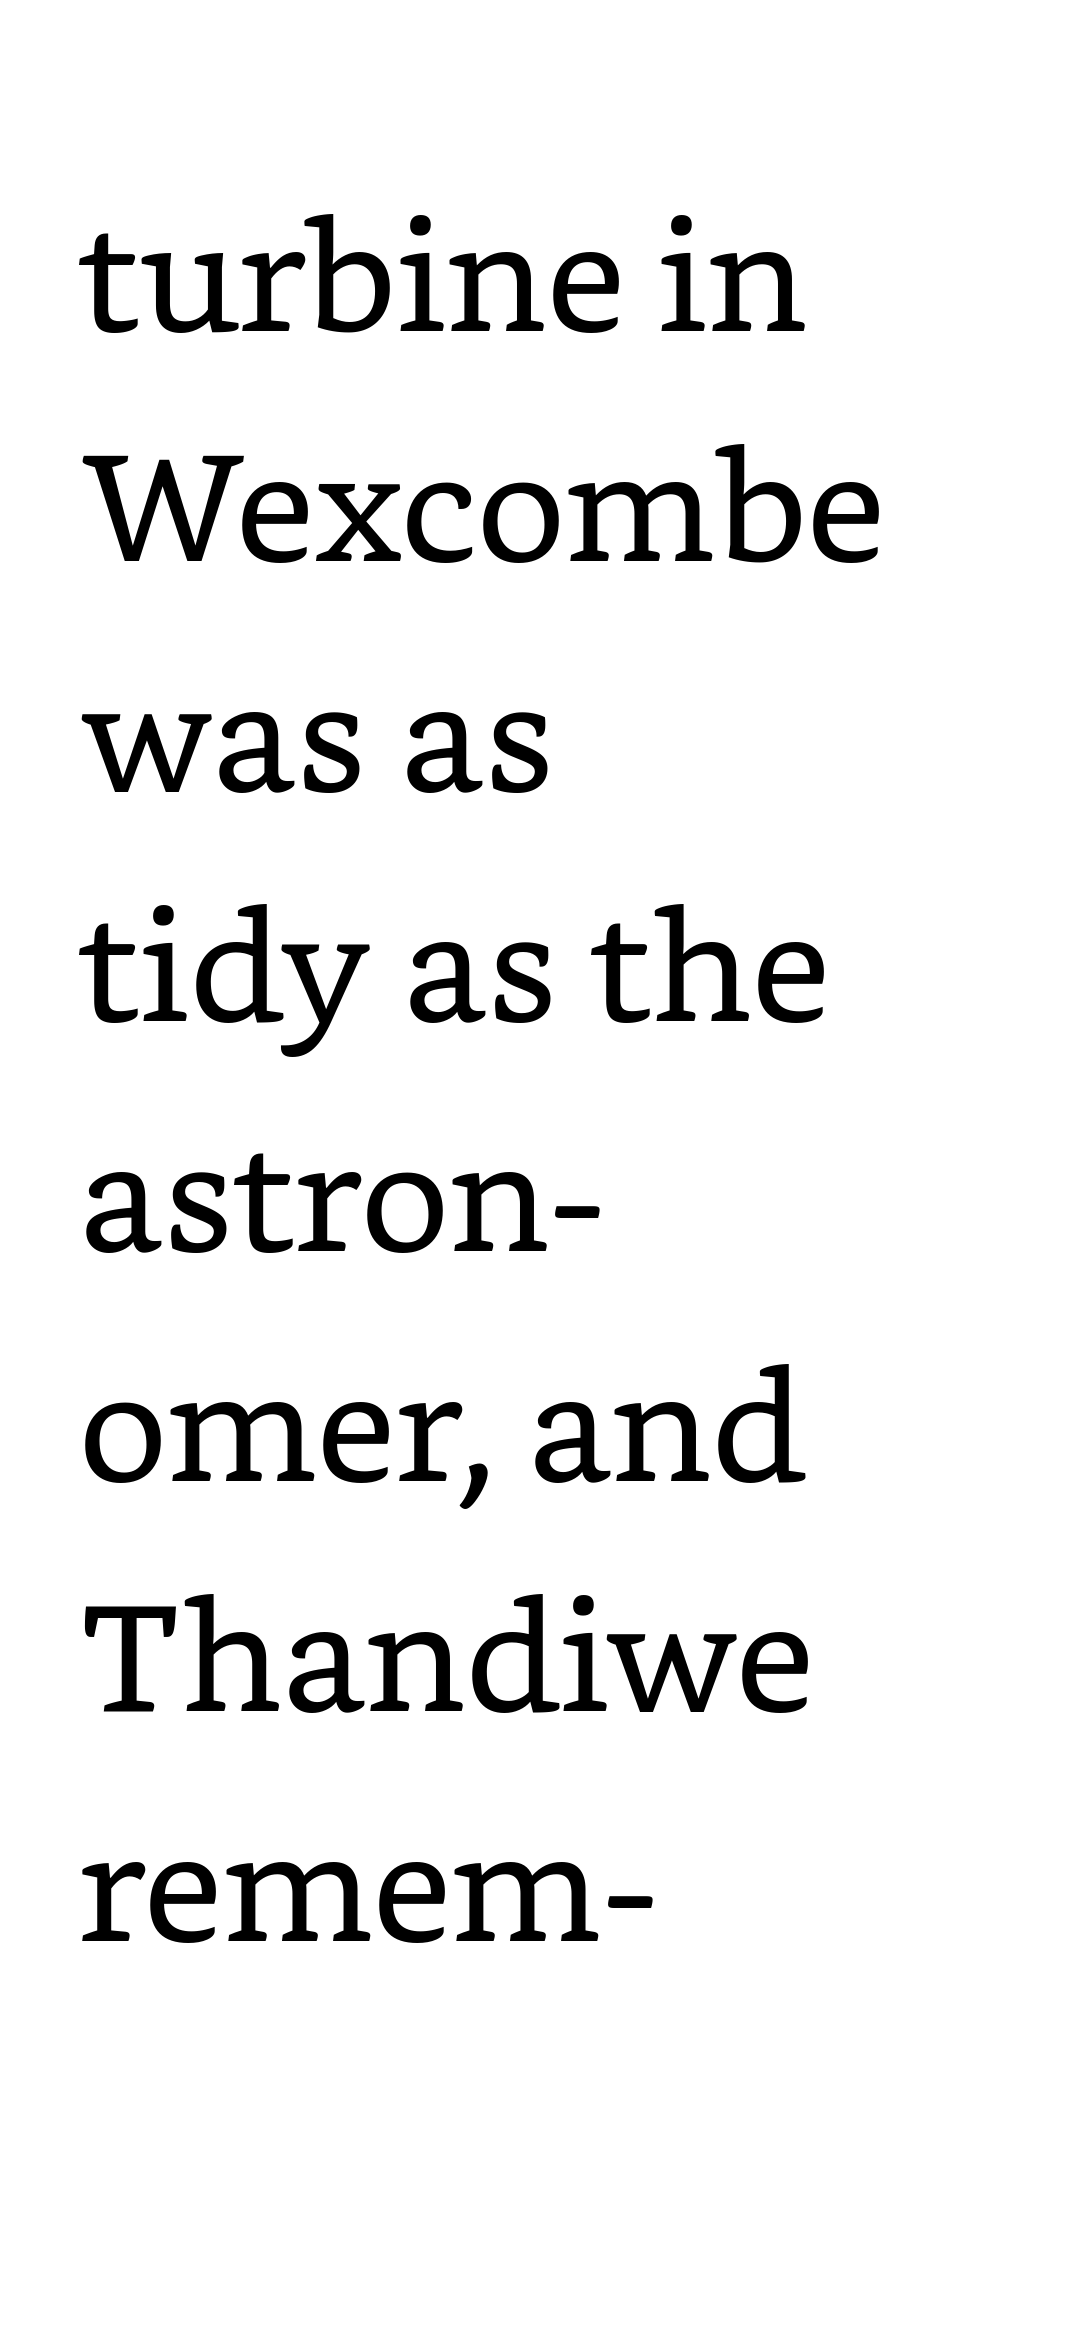 turbine in
Wexcombe
was as
tidy as the
astron-
omer, and
Thandiwe
remem-